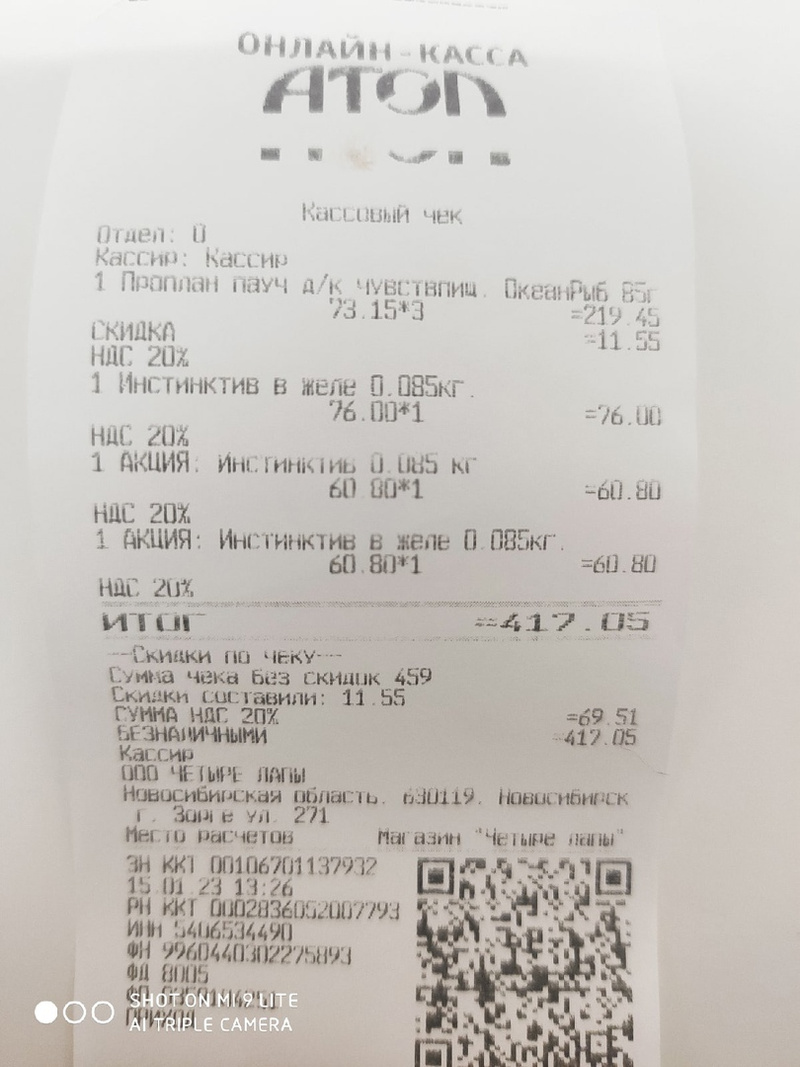 ОНЛАЙН-КАССА
АТОЛ
Кассовый чек
Отдел: 0
Кассир: Кассир
1 Проплан пауч д/к чувствпищ. ОкеанРыб 85г
73.15*3 =219.45
СКИДКА =11.55
НДС 20%
1 Инстинктив в желе 0.085кг.
76.00*1 =76.00
НДС 20%
1 АКЦИЯ: Инстинктив 0.085 кг
60.80*1 =60.80
НДС 20%
1 АКЦИЯ: Инстинктив в желе 0.085кг.
60.80*1 =60.80
НДС 20%
ИТОГ =417.05
---Скидки по чеку---
Сумма чека без скидок 459
Скидки составили: 11.55
СУММА НДС 20% =69.51
БЕЗНАЛИЧНЫМИ =417.05
Кассир
ООО ЧЕТЫРЕ ЛАПЫ
Новосибирская область, 630119, Новосибирск
г, Зорге ул, 271
Место расчетов Магазин "Четыре лапы"
ЗН ККТ 00106701137932
15.01.23 13:26
РН ККТ 0002836052007793
ИНН 5406534490
ФН 9960440302275893
ФД 8005
ФП
ПРИХОД
SHOT ON MI 9 LITE
AI TRIPLE CAMERA